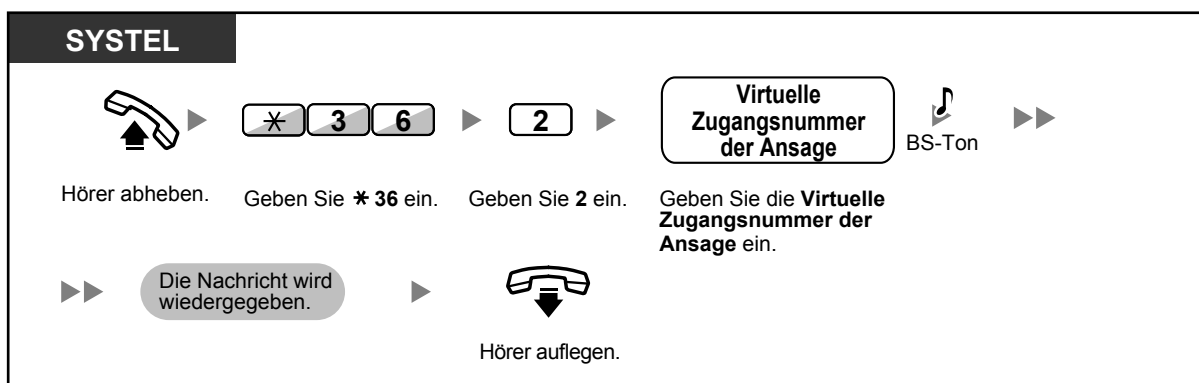 SYSTEL
✳ 3 6
2
Virtuelle
Zugangsnummer
der Ansage
BS-Ton
Hörer abheben.
Geben Sie ✳ 36 ein.
Geben Sie 2 ein.
Geben Sie die Virtuelle
Zugangsnummer der
Ansage ein.
Die Nachricht wird
wiedergegeben.
Hörer auflegen.